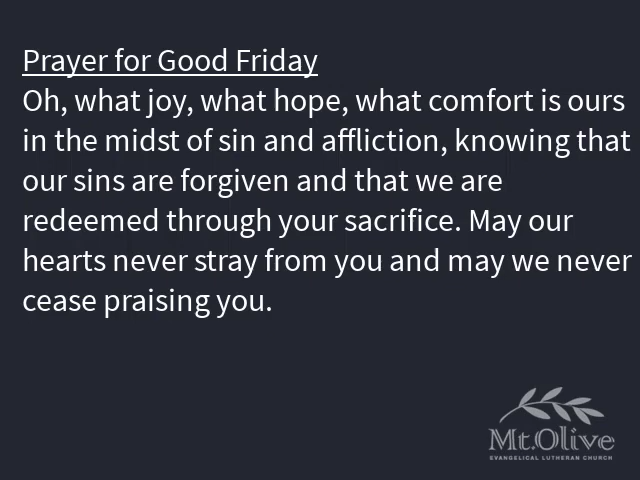 Prayer for Good Friday
Oh, what joy, what hope, what comfort is ours
in the midst of sin and affliction, knowing that
our sins are forgiven and that we are
redeemed through your sacrifice. May our
hearts never stray from you and may we never
cease praising you.
Mt.Olive
EVANGELICAL LUTHERAN CHURCH